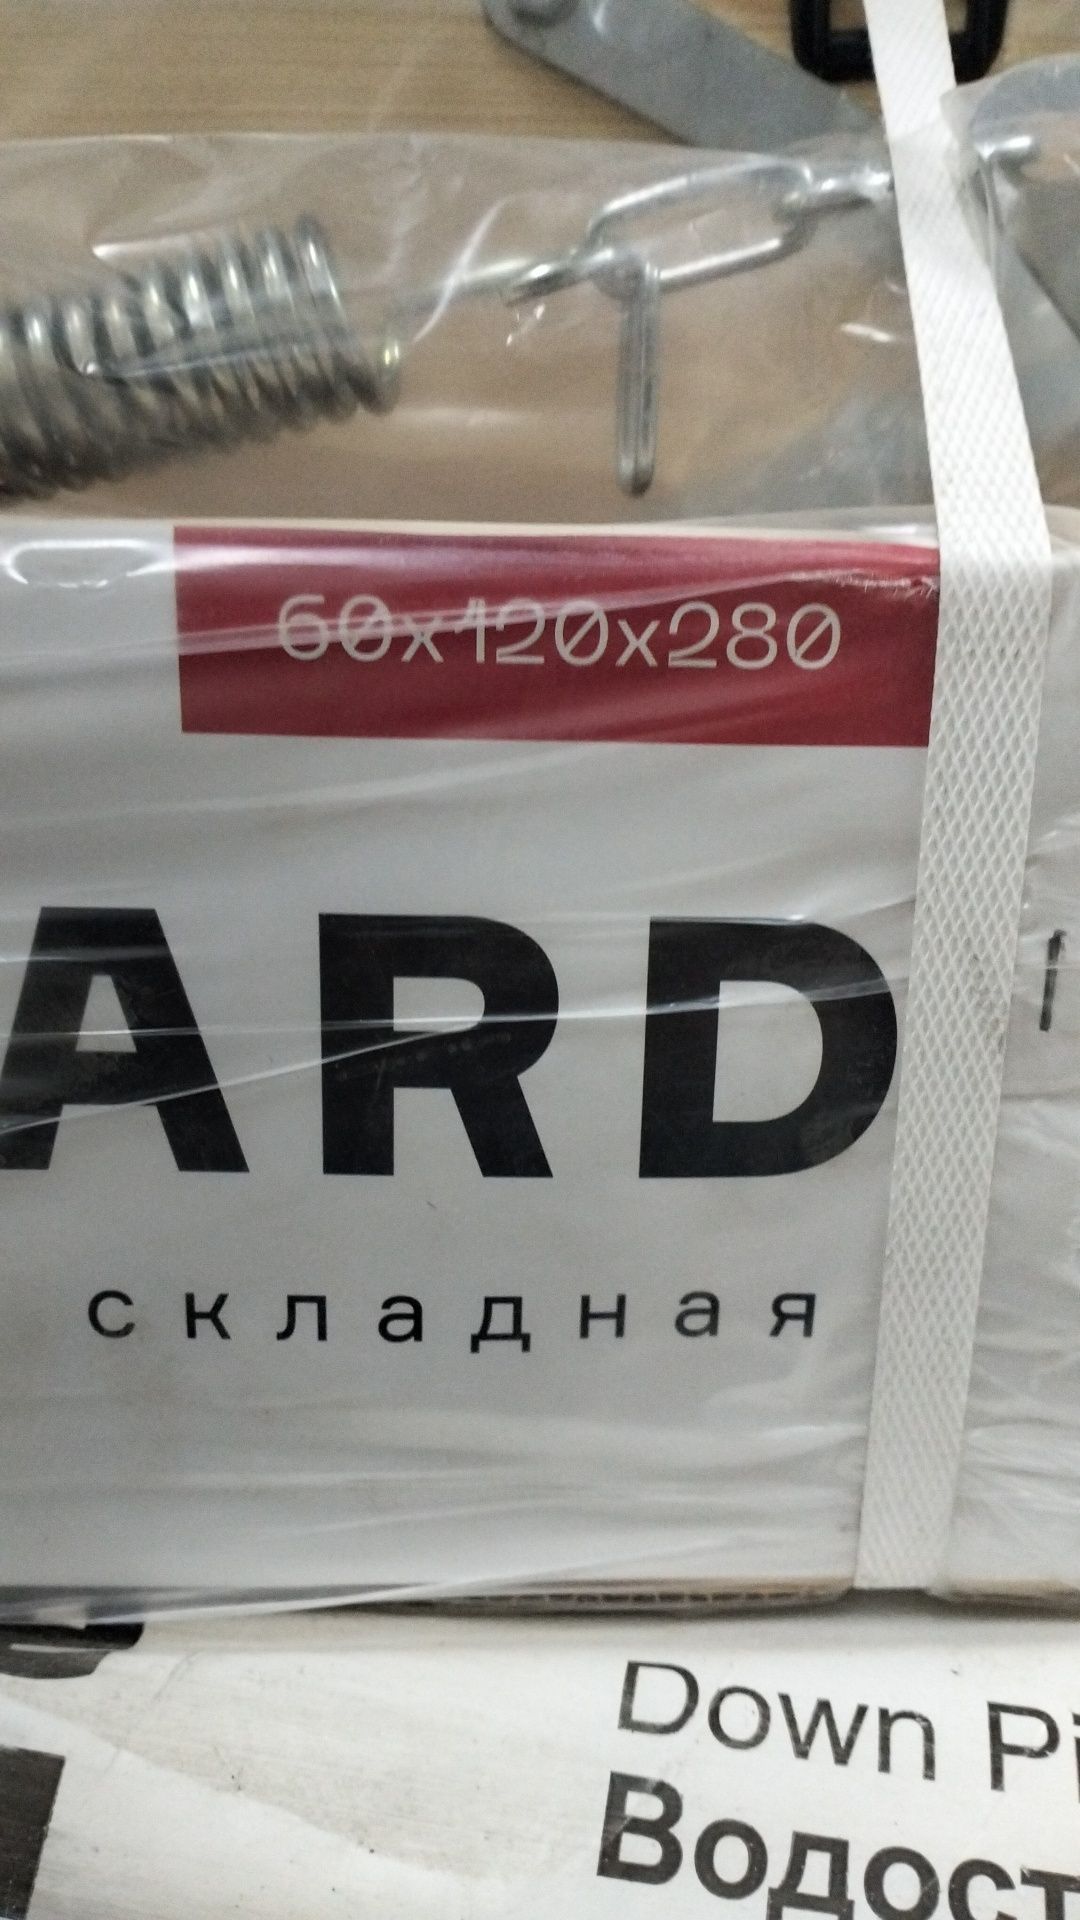 60x120x280
ARD
складная
Down Pi
Водост